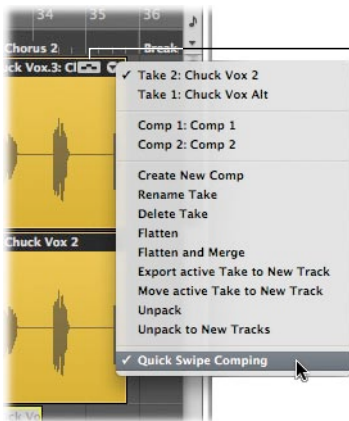 34 35 36
Chorus 2 Break
ck Vox.3: C
Take 2: Chuck Vox 2
Take 1: Chuck Vox Alt
Comp 1: Comp 1
Comp 2: Comp 2
Create New Comp
Rename Take
Delete Take
Flatten
Flatten and Merge
Export active Take to New Track
Move active Take to New Track
Unpack
Unpack to New Tracks
Quick Swipe Comping
Chuck Vox 2
ck Vo